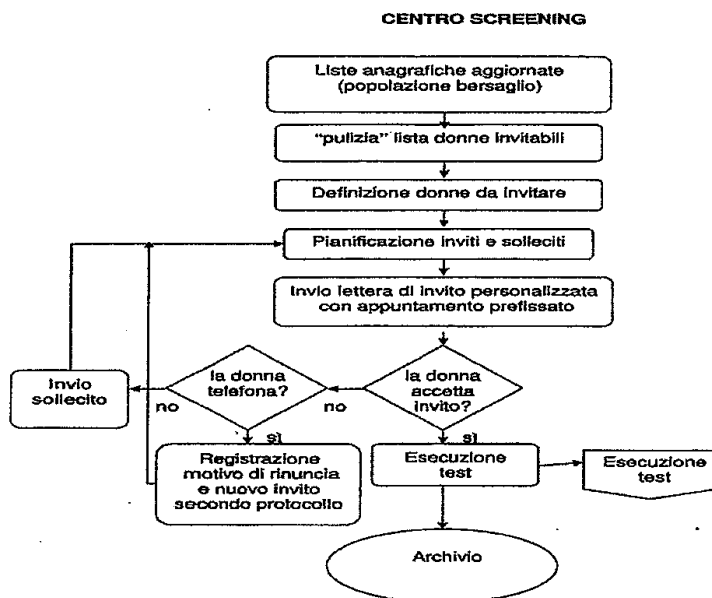 CENTRO SCREENING
Liste anagrafiche aggiornate
(popolazione bersaglio)
"pulizia" lista donne invitabili
Definizione donne da invitare
Pianificazione inviti e solleciti
Invio lettera di invito personalizzata
con appuntamento prefissato
la donna
accetta
invito?
no
sì
la donna
telefona?
no
sì
Invio
sollecito
Registrazione
motivo di rinuncia
e nuovo invito
secondo protocollo
Esecuzione
test
Esecuzione
test
Archivio